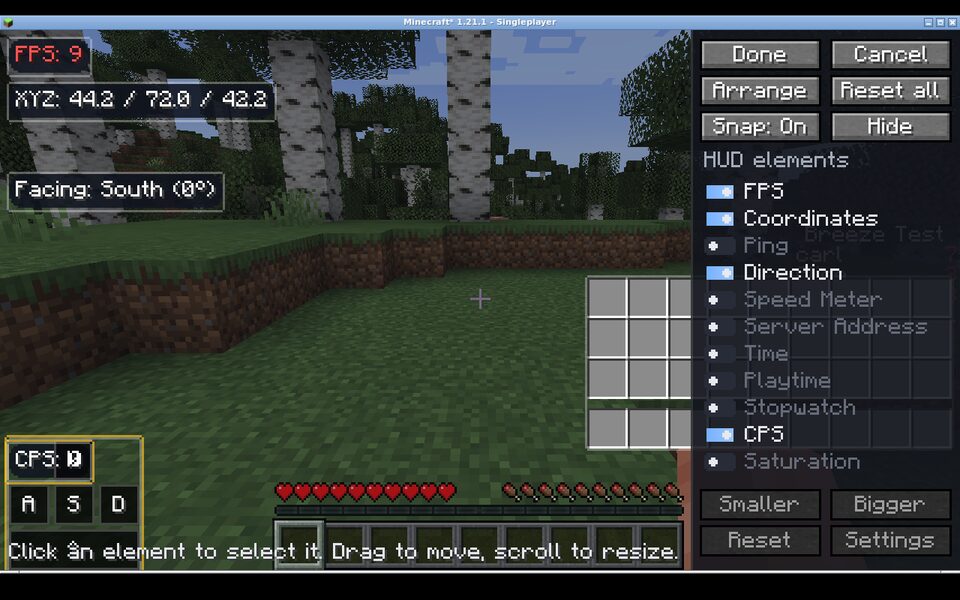 Minecraft* 1.21.1 - Singleplayer
FPS: 9
XYZ: 44.2 / 72.0 / 42.2
Facing: South (0°)
CPS: 0
A S D
Click an element to select it. Drag to move, scroll to resize.
Done Cancel
Arrange Reset all
Snap: On Hide
HUD elements
FPS
Coordinates
Breeze Test
Ping
carl
Direction
Speed Meter
Server Address
Time
Playtime
Stopwatch
CPS
Saturation
Smaller Bigger
Reset Settings